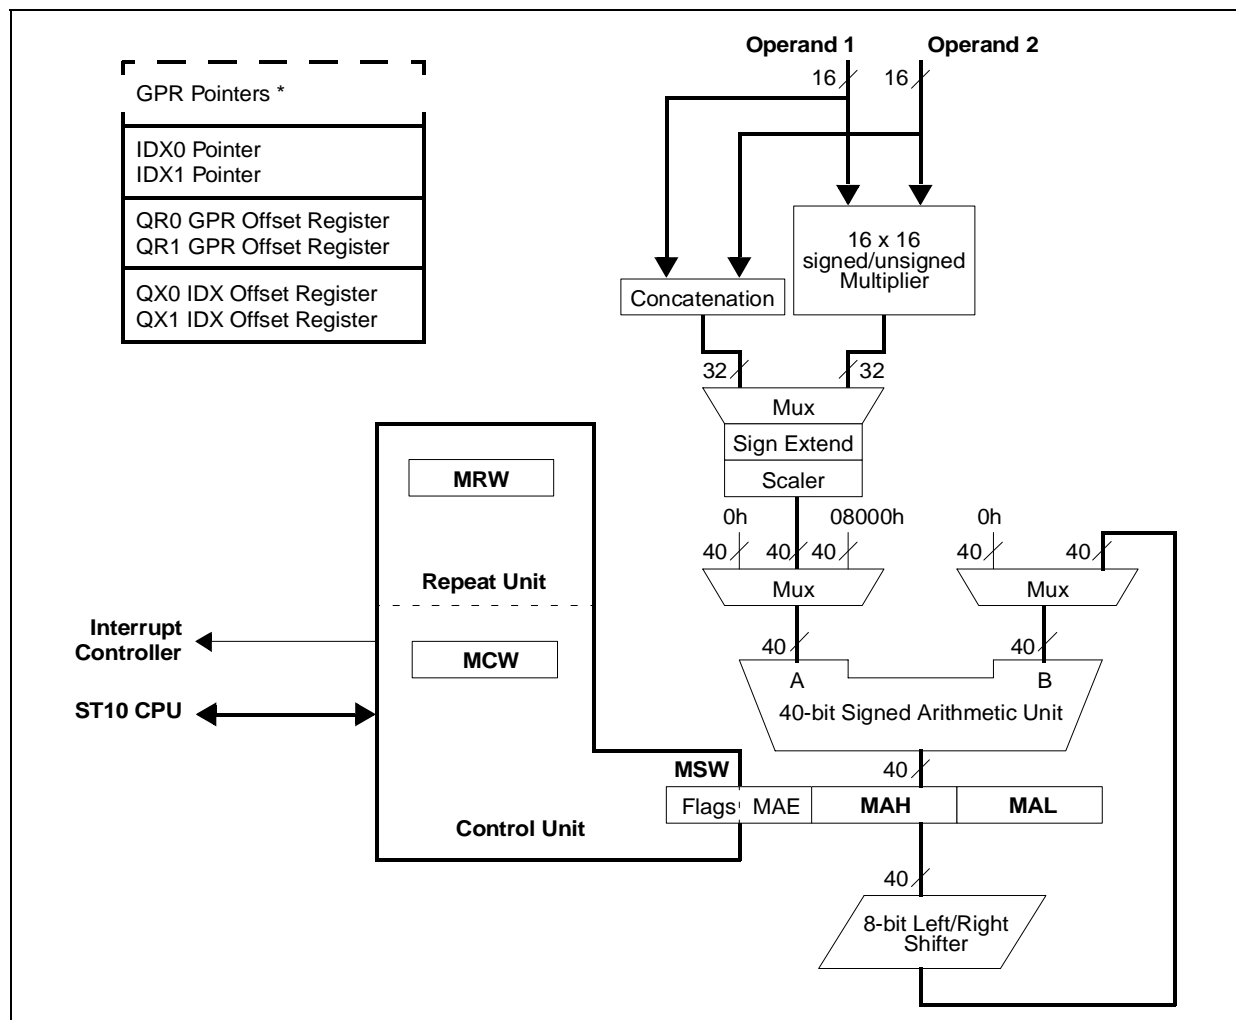 Operand 1
Operand 2
16
16
GPR Pointers *
IDX0 Pointer
IDX1 Pointer
QR0 GPR Offset Register
QR1 GPR Offset Register
QX0 IDX Offset Register
QX1 IDX Offset Register
16 x 16
signed/unsigned
Multiplier
Concatenation
32
32
Mux
Sign Extend
Scaler
MRW
0h
08000h
0h
40
40
40
40
40
Repeat Unit
Mux
Mux
Interrupt
Controller
MCW
40
40
A
B
ST10 CPU
40-bit Signed Arithmetic Unit
MSW
40
Flags
MAE
MAH
MAL
Control Unit
40
8-bit Left/Right
Shifter